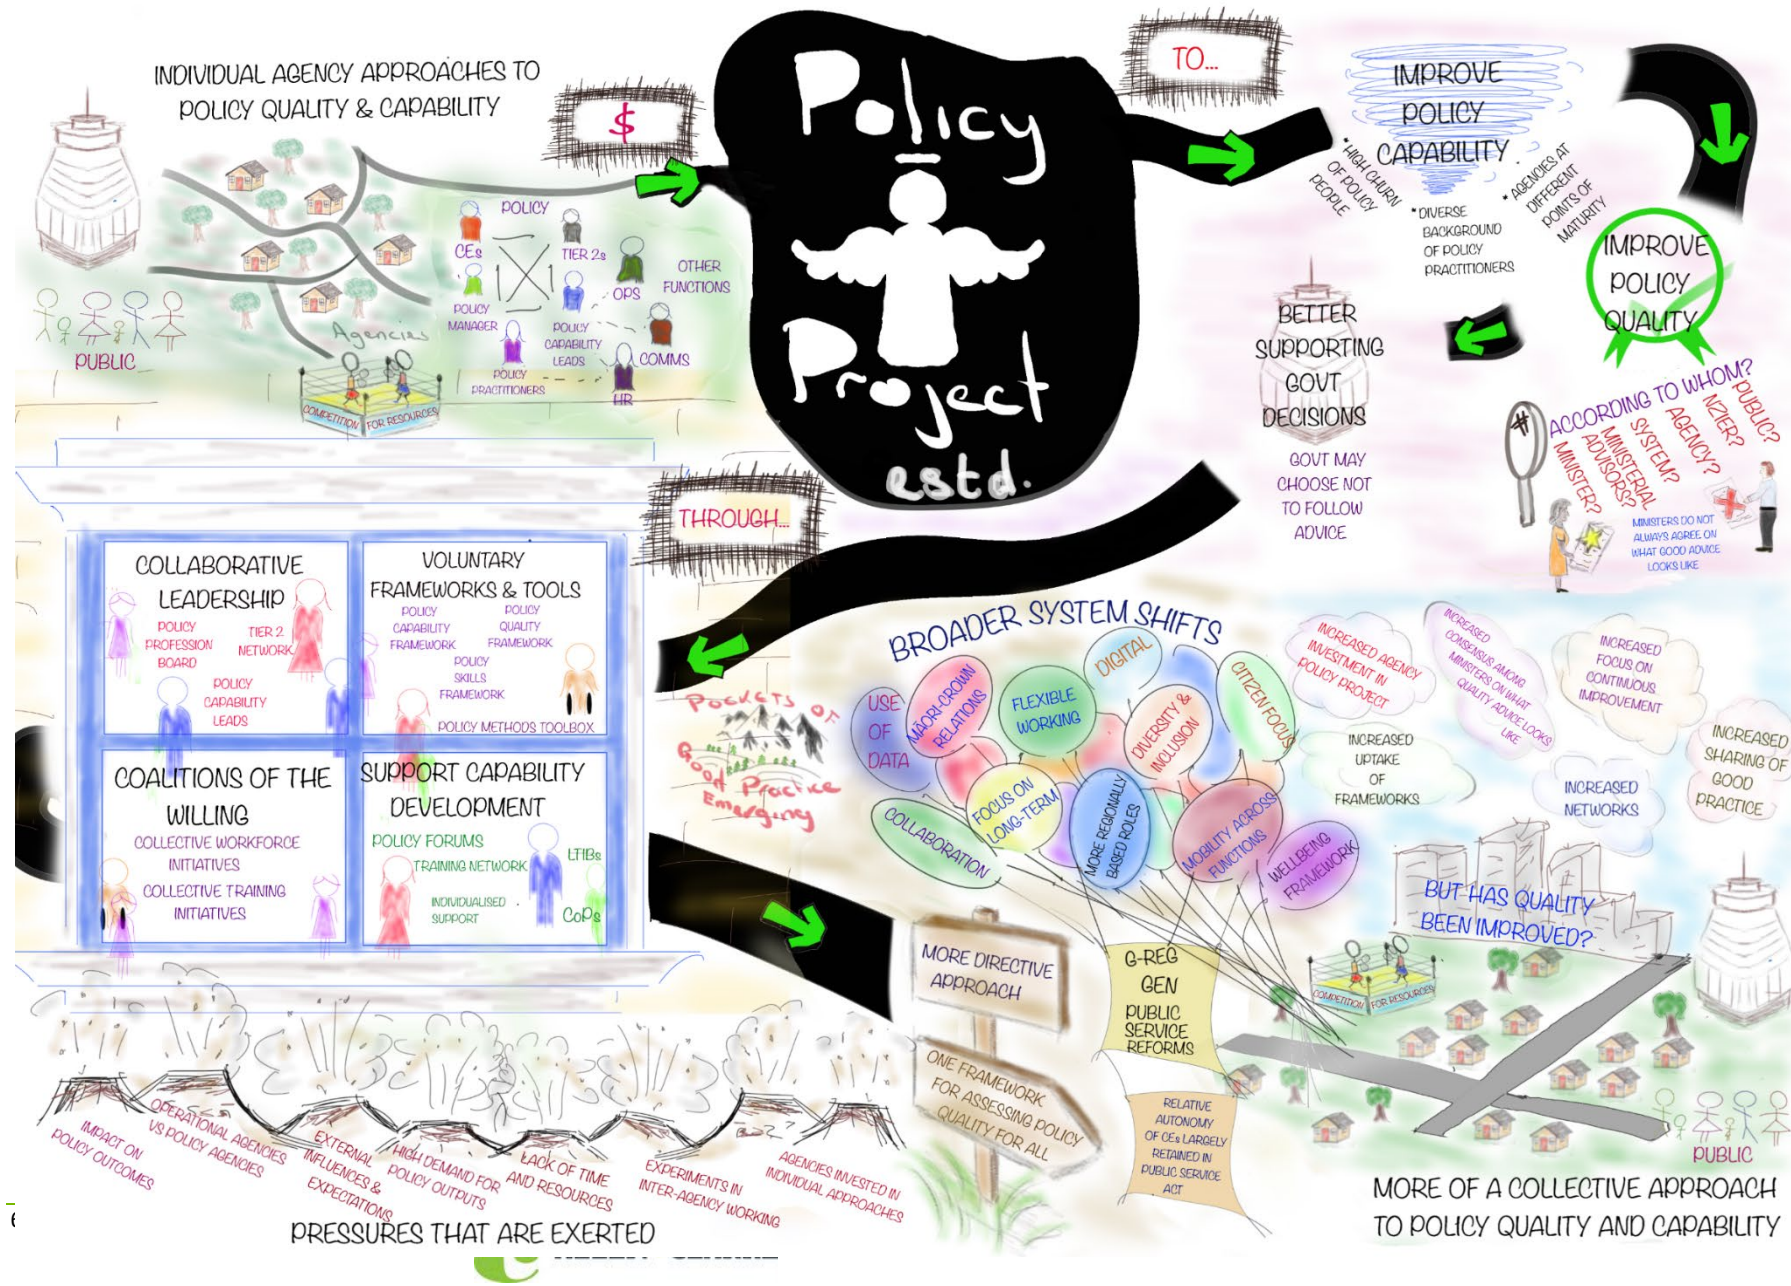 INDIVIDUAL AGENCY APPROACHES TO
POLICY QUALITY & CAPABILITY
$
PUBLIC
Agencies
COMPETITION FOR RESOURCES
POLICY
CEs
TIER 2s
POLICY
MANAGER
POLICY
CAPABILITY
LEADS
POLICY
PRACTITIONERS
OPS
OTHER
FUNCTIONS
COMMS
HR
Policy
Project
estd.
TO...
IMPROVE
POLICY
CAPABILITY
* HIGH CHURN
OF POLICY
PEOPLE
* DIVERSE
BACKGROUND
OF POLICY
PRACTITIONERS
* AGENCIES AT
DIFFERENT
POINTS OF
MATURITY
IMPROVE
POLICY
QUALITY
#
ACCORDING TO WHOM?
MINISTER?
MINISTERIAL
ADVISORS?
SYSTEM?
AGENCY?
NZIER?
PUBLIC?
MINISTERS DO NOT
ALWAYS AGREE ON
WHAT GOOD ADVICE
LOOKS LIKE
BETTER
SUPPORTING
GOVT
DECISIONS
GOVT MAY
CHOOSE NOT
TO FOLLOW
ADVICE
THROUGH...
COLLABORATIVE
LEADERSHIP
POLICY
PROFESSION
BOARD
TIER 2
NETWORK
POLICY
CAPABILITY
LEADS
VOLUNTARY
FRAMEWORKS & TOOLS
POLICY
CAPABILITY
FRAMEWORK
POLICY
QUALITY
FRAMEWORK
POLICY
SKILLS
FRAMEWORK
POLICY METHODS TOOLBOX
COALITIONS OF THE
WILLING
COLLECTIVE WORKFORCE
INITIATIVES
COLLECTIVE TRAINING
INITIATIVES
SUPPORT CAPABILITY
DEVELOPMENT
POLICY FORUMS
TRAINING NETWORK
INDIVIDUALISED
SUPPORT
LTIBs
CoPs
Pockets of
Good Practice
Emerging
BROADER SYSTEM SHIFTS
USE
OF
DATA
MĀORI-CROWN
RELATIONS
FLEXIBLE
WORKING
DIGITAL
DIVERSITY &
INCLUSION
CITIZEN FOCUS
COLLABORATION
FOCUS ON
LONG-TERM
MORE REGIONALLY
BASED ROLES
MOBILITY ACROSS
FUNCTIONS
WELLBEING
FRAMEWORK
INCREASED AGENCY
INVESTMENT IN
POLICY PROJECT
INCREASED
CONSENSUS AMONG
MINISTERS ON WHAT
QUALITY ADVICE LOOKS
LIKE
INCREASED
FOCUS ON
CONTINUOUS
IMPROVEMENT
INCREASED
UPTAKE
OF
FRAMEWORKS
INCREASED
NETWORKS
INCREASED
SHARING OF
GOOD
PRACTICE
BUT HAS QUALITY
BEEN IMPROVED?
COMPETITION FOR RESOURCES
PUBLIC
MORE OF A COLLECTIVE APPROACH
TO POLICY QUALITY AND CAPABILITY
MORE DIRECTIVE
APPROACH
ONE FRAMEWORK
FOR ASSESSING POLICY
QUALITY FOR ALL
G-REG
GEN
PUBLIC
SERVICE
REFORMS
RELATIVE
AUTONOMY
OF CEs LARGELY
RETAINED IN
PUBLIC SERVICE
ACT
IMPACT ON
POLICY OUTCOMES
OPERATIONAL AGENCIES
VS POLICY AGENCIES
EXTERNAL
INFLUENCES &
EXPECTATIONS
HIGH DEMAND FOR
POLICY OUTPUTS
LACK OF TIME
AND RESOURCES
EXPERIMENTS IN
INTER-AGENCY WORKING
AGENCIES INVESTED IN
INDIVIDUAL APPROACHES
PRESSURES THAT ARE EXERTED